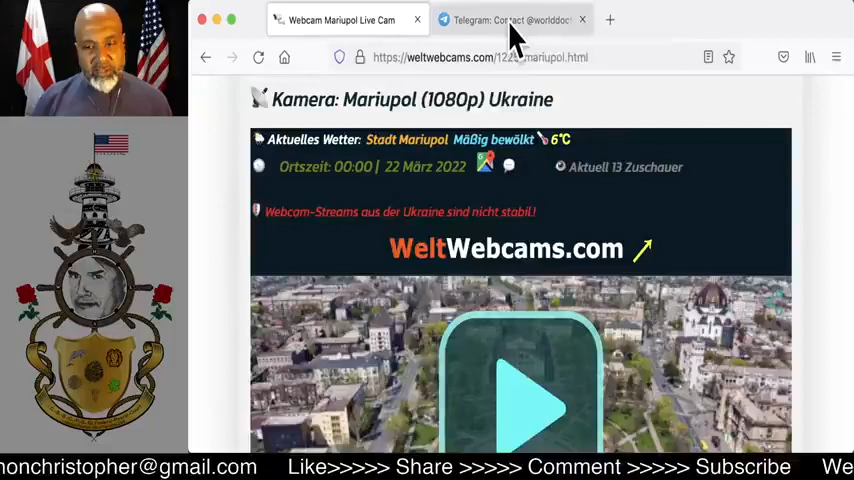 Webcam Mariupol Live Cam
Telegram: Contact @worlddoc
https://weltwebcams.com/122
mariupol.html
Kamera: Mariupol (1080p) Ukraine
Aktuelles Wetter: Stadt Mariupol Mäßig bewölkt 6°C
Ortszeit: 00:00 | 22 März 2022
Aktuell 13 Zuschauer
Webcam-Streams aus der Ukraine sind nicht stabil!
WeltWebcams.com
nonchristopher@gmail.com Like>>>>> Share >>>>> Comment >>>>> Subscribe We